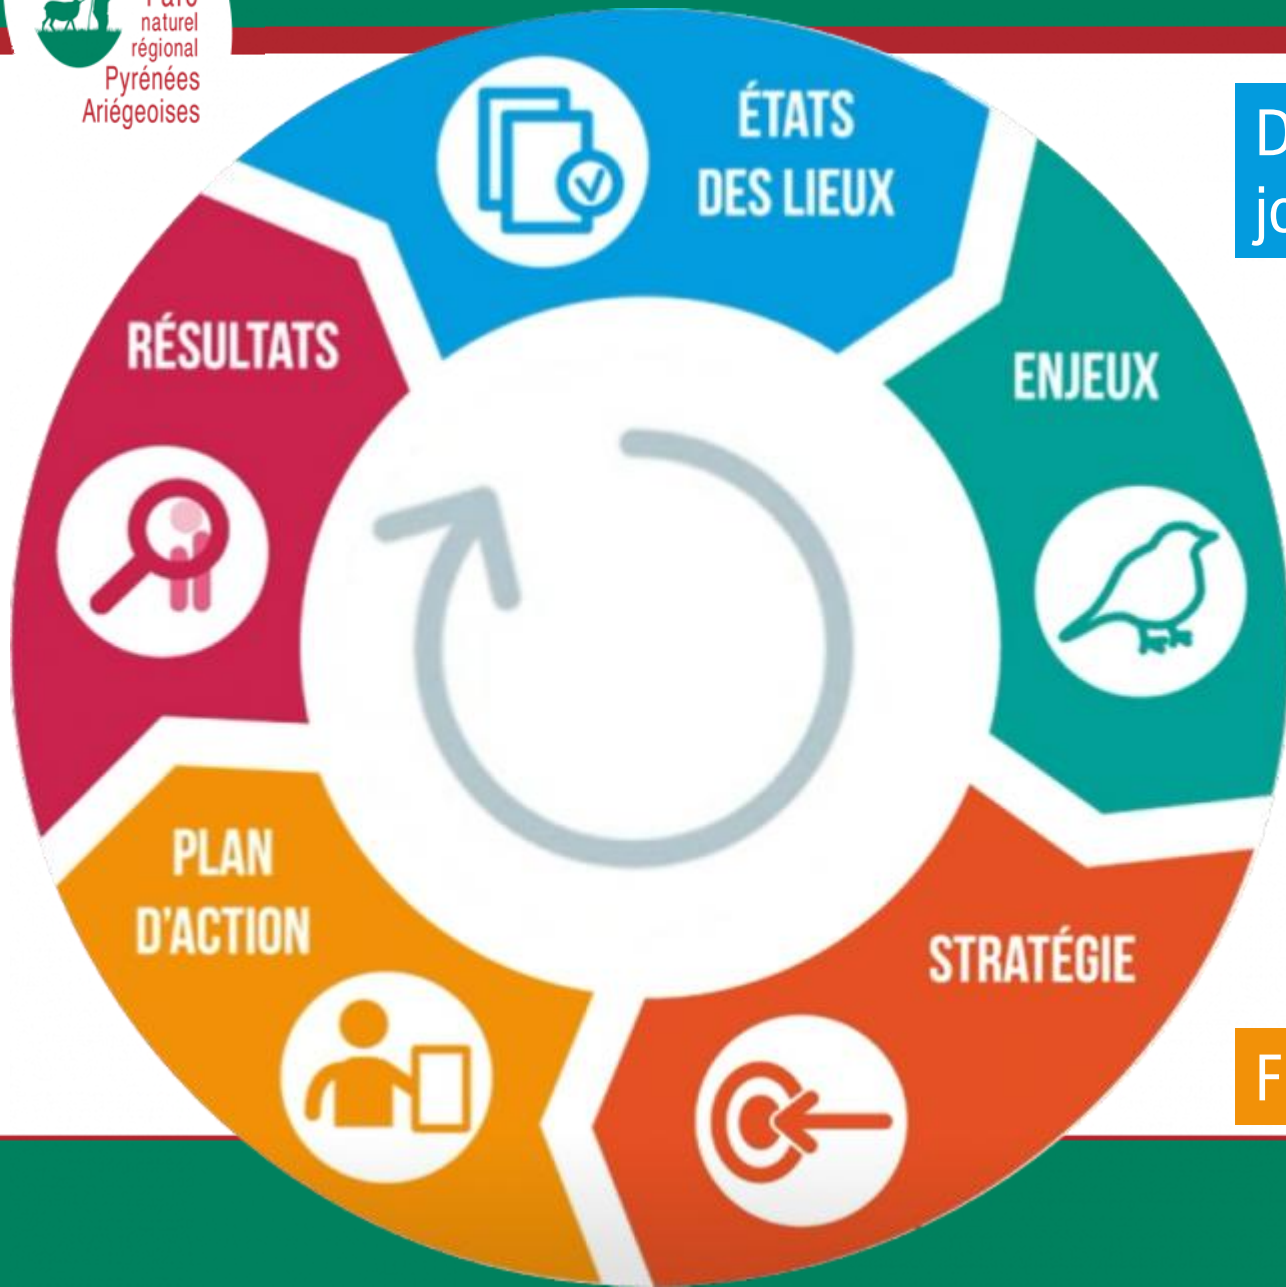 naturel
régional
Pyrénées
Ariégeoises
ÉTATS
DES LIEUX
ENJEUX
STRATÉGIE
PLAN
D'ACTION
RÉSULTATS